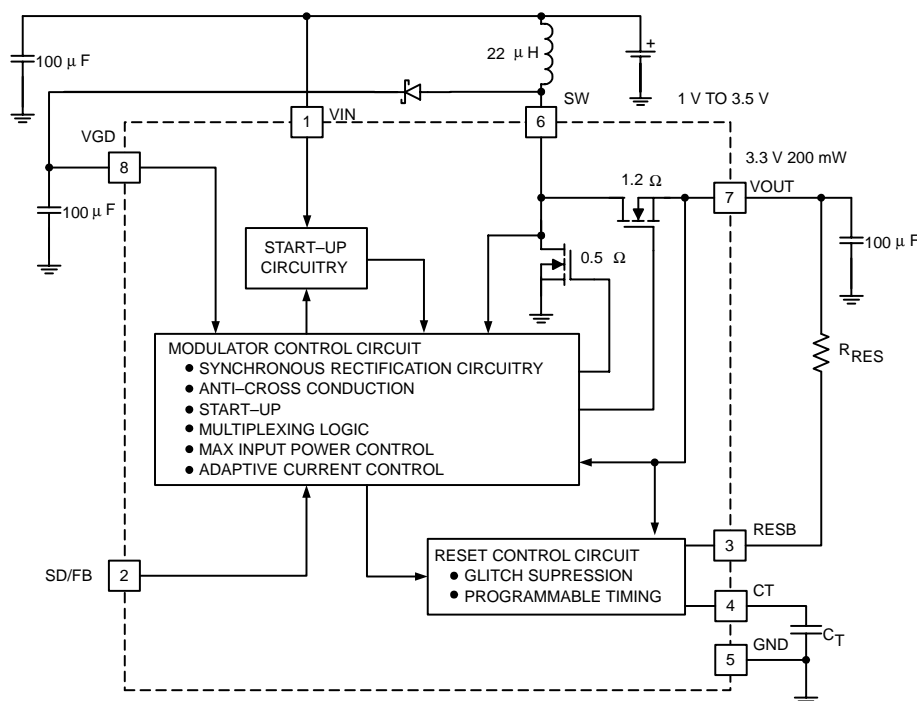 100 μ F
22 μ H
+
SW
1 V TO 3.5 V
1
VIN
6
VGD
8
3.3 V 200 mW
1.2 Ω
VOUT
7
100 μ F
START–UP
CIRCUITRY
0.5 Ω
100 μ F
MODULATOR CONTROL CIRCUIT
● SYNCHRONOUS RECTIFICATION CIRCUITRY
● ANTI–CROSS CONDUCTION
● START–UP
● MULTIPLEXING LOGIC
● MAX INPUT POWER CONTROL
● ADAPTIVE CURRENT CONTROL
RRES
RESET CONTROL CIRCUIT
● GLITCH SUPRESSION
● PROGRAMMABLE TIMING
RESB
3
SD/FB
2
CT
4
CT
GND
5